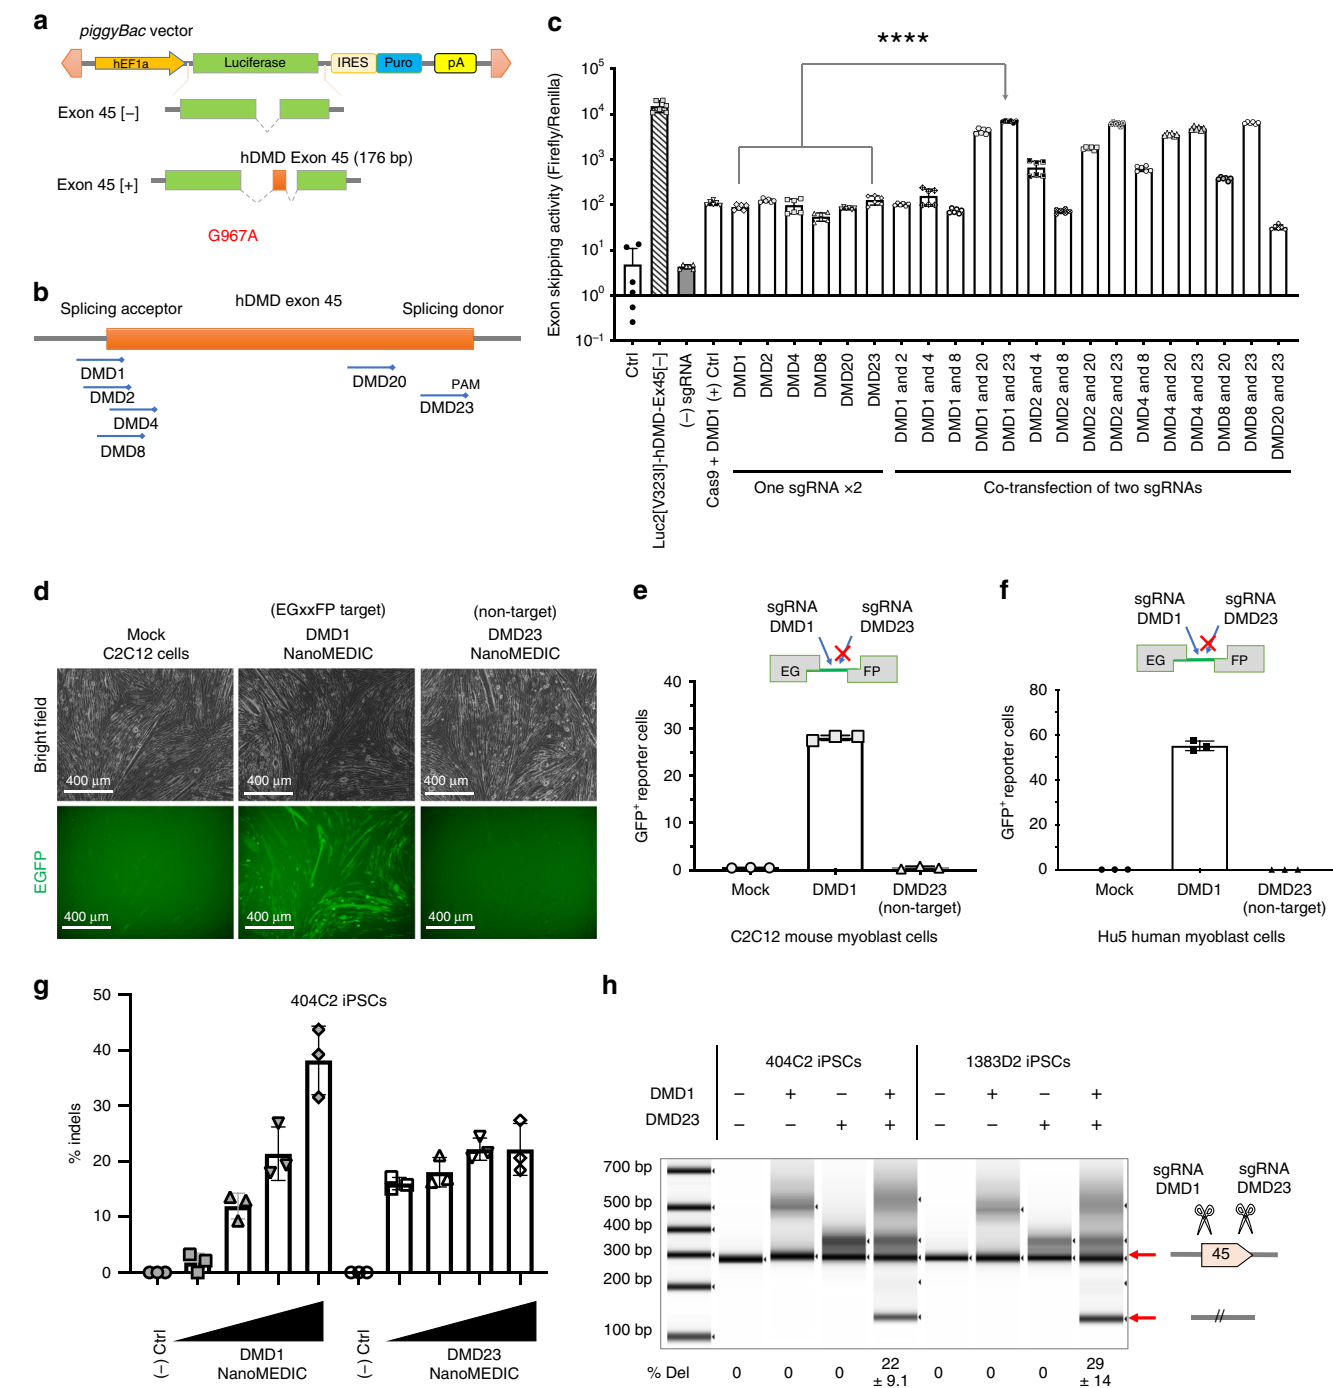 a
piggyBac vector
hEF1a
Luciferase
IRES
Puro
pA
Exon 45 [−]
hDMD Exon 45 (176 bp)
Exon 45 [+]
G967A
b
Splicing acceptor
hDMD exon 45
Splicing donor
DMD1
DMD2
DMD4
DMD8
DMD20
PAM
DMD23
c
****
Exon skipping activity (Firefly/Renilla)
10⁵
10⁴
10³
10²
10¹
10⁰
10⁻¹
Ctrl
Luc2[V323I]-hDMD-Ex45[−]
(−) sgRNA
Cas9 + DMD1 (+) Ctrl
DMD1
DMD2
DMD4
DMD8
DMD20
DMD23
DMD1 and 2
DMD1 and 4
DMD1 and 8
DMD1 and 20
DMD1 and 23
DMD2 and 4
DMD2 and 8
DMD2 and 20
DMD2 and 23
DMD4 and 8
DMD4 and 20
DMD4 and 23
DMD8 and 20
DMD8 and 23
DMD20 and 23
One sgRNA ×2
Co-transfection of two sgRNAs
d
Mock
C2C12 cells
(EGxxFP target)
DMD1
NanoMEDIC
(non-target)
DMD23
NanoMEDIC
Bright field
400 µm
400 µm
400 µm
EGFP
400 µm
400 µm
400 µm
e
sgRNA
DMD1
sgRNA
DMD23
EG
FP
GFP⁺ reporter cells
40
30
20
10
0
Mock
DMD1
DMD23
(non-target)
C2C12 mouse myoblast cells
f
sgRNA
DMD1
sgRNA
DMD23
EG
FP
GFP⁺ reporter cells
80
60
40
20
0
Mock
DMD1
DMD23
(non-target)
Hu5 human myoblast cells
g
404C2 iPSCs
% indels
50
40
30
20
10
0
(−) Ctrl
DMD1
NanoMEDIC
(−) Ctrl
DMD23
NanoMEDIC
h
404C2 iPSCs
1383D2 iPSCs
DMD1 − + − + − + − +
DMD23 − − + + − − + +
700 bp
500 bp
400 bp
300 bp
200 bp
100 bp
sgRNA
DMD1
sgRNA
DMD23
45
//
% Del 0 0 0 22 ± 9.1 0 0 0 29 ± 14